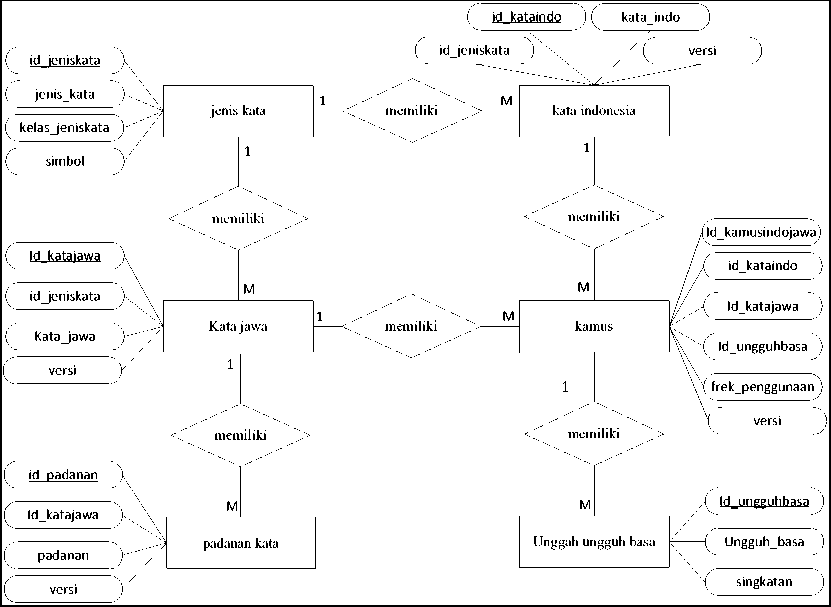 id_kataindo
kata_indo
id_jeniskata
versi
id_jeniskata
jenis_kata
kelas_jeniskata
simbol
jenis kata
1
memiliki
M
kata indonesia
1
1
memiliki
memiliki
M
M
Id_katajawa
id_jeniskata
Kata_jawa
versi
Kata jawa
1
memiliki
M
kamus
Id_kamusindojawa
id_kataindo
Id_katajawa
Id_ungguhbasa
frek_penggunaan
versi
1
1
memiliki
memiliki
M
M
id_padanan
Id_katajawa
padanan
versi
padanan kata
Unggah ungguh basa
Id_ungguhbasa
Ungguh_basa
singkatan